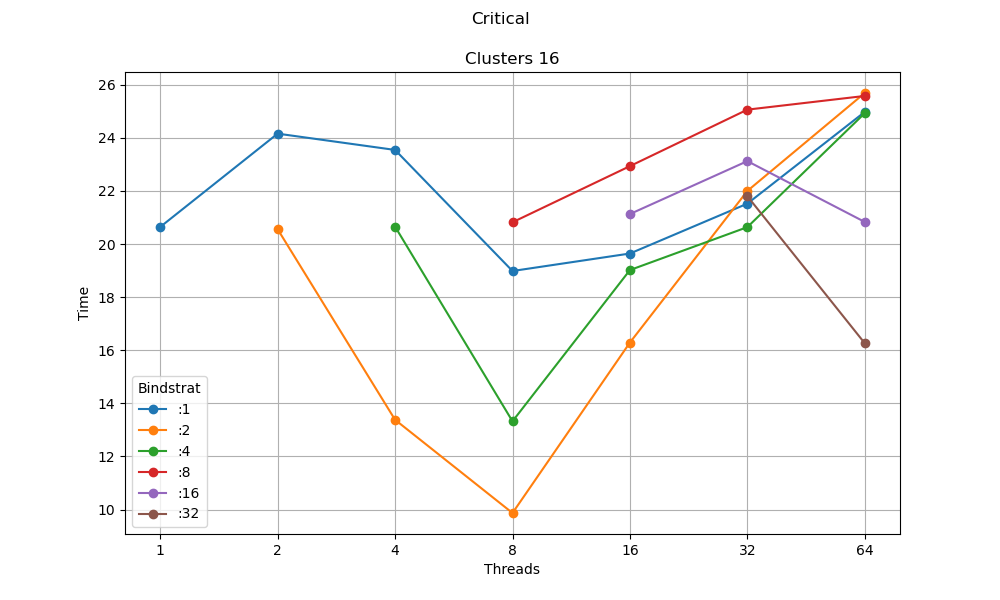 Critical
Clusters 16
26
24
22
20
18
16
14
12
10
Time
Bindstrat
:1
:2
:4
:8
:16
:32
1 2 4 8 16 32 64
Threads